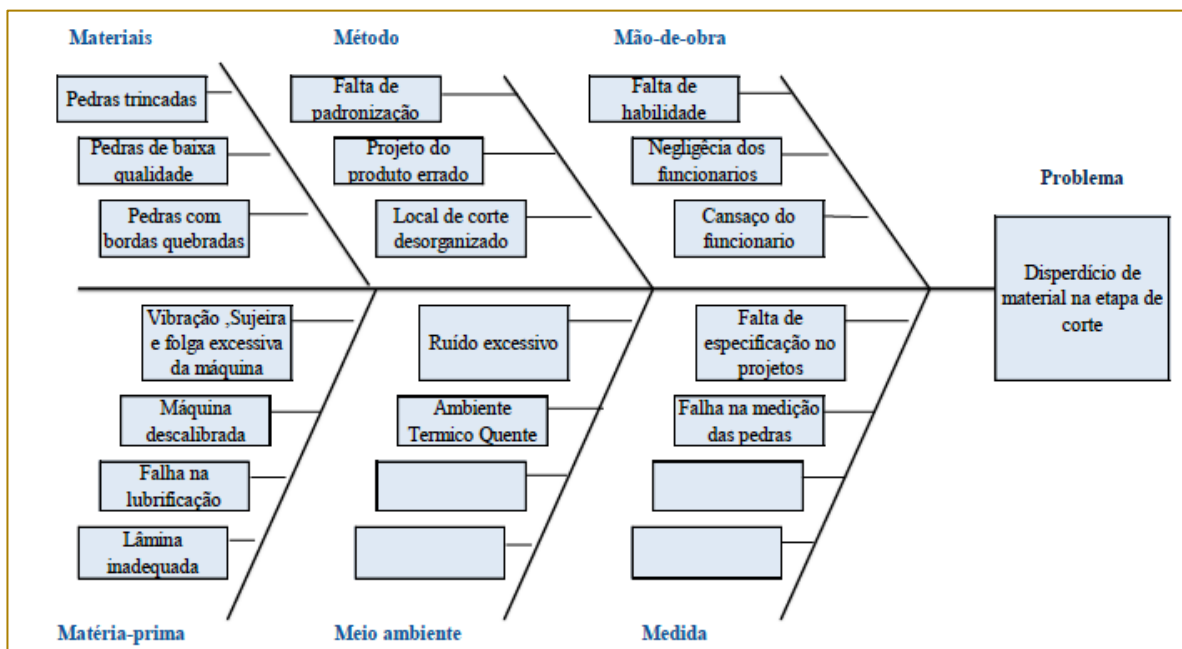 Materiais
Método
Mão-de-obra
Pedras trincadas
Falta de
padronização
Falta de
habilidade
Pedras de baixa
qualidade
Projeto do
produto errado
Negligêcia dos
funcionarios
Problema
Pedras com
bordas quebradas
Local de corte
desorganizado
Cansaço do
funcionario
Disperdício de
material na etapa de
corte
Vibração ,Sujeira
e folga excessiva
da máquina
Ruído excessivo
Falta de
especificação no
projetos
Máquina
descalibrada
Ambiente
Termico Quente
Falha na medição
das pedras
Falha na
lubrificação
Lâmina
inadequada
Matéria-prima
Meio ambiente
Medida